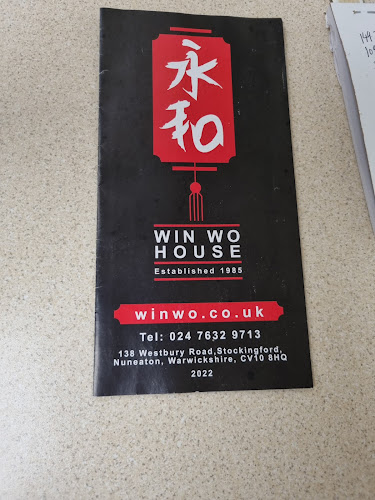 永
和
WIN WO
HOUSE
Established 1985
winwo.co.uk
Tel: 024 7632 9713
138 Westbury Road,Stockingford,
Nuneaton, Warwickshire, CV10 8HQ
2022